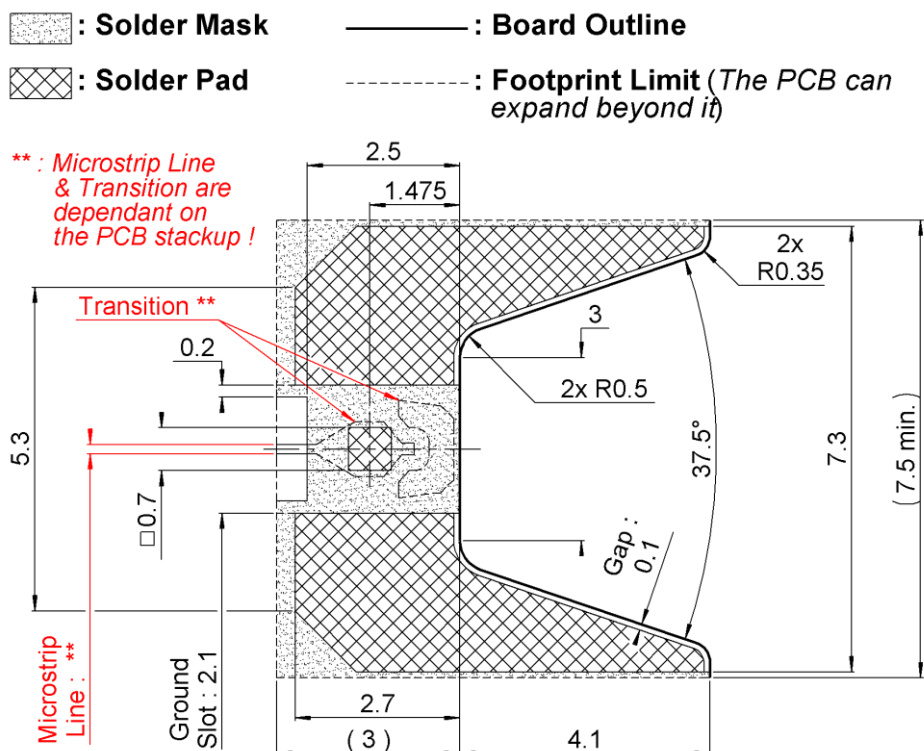 : Solder Mask
: Board Outline
: Solder Pad
: Footprint Limit (The PCB can
expand beyond it)
** : Microstrip Line
& Transition are
dependant on
the PCB stackup !
2.5
1.475
2x
R0.35
Transition **
3
0.2
2x R0.5
5.3
37.5°
7.3
( 7.5 min.)
□0.7
Gap :
0.1
Microstrip
Line : **
Ground
Slot : 2.1
2.7
( 3 )
4.1